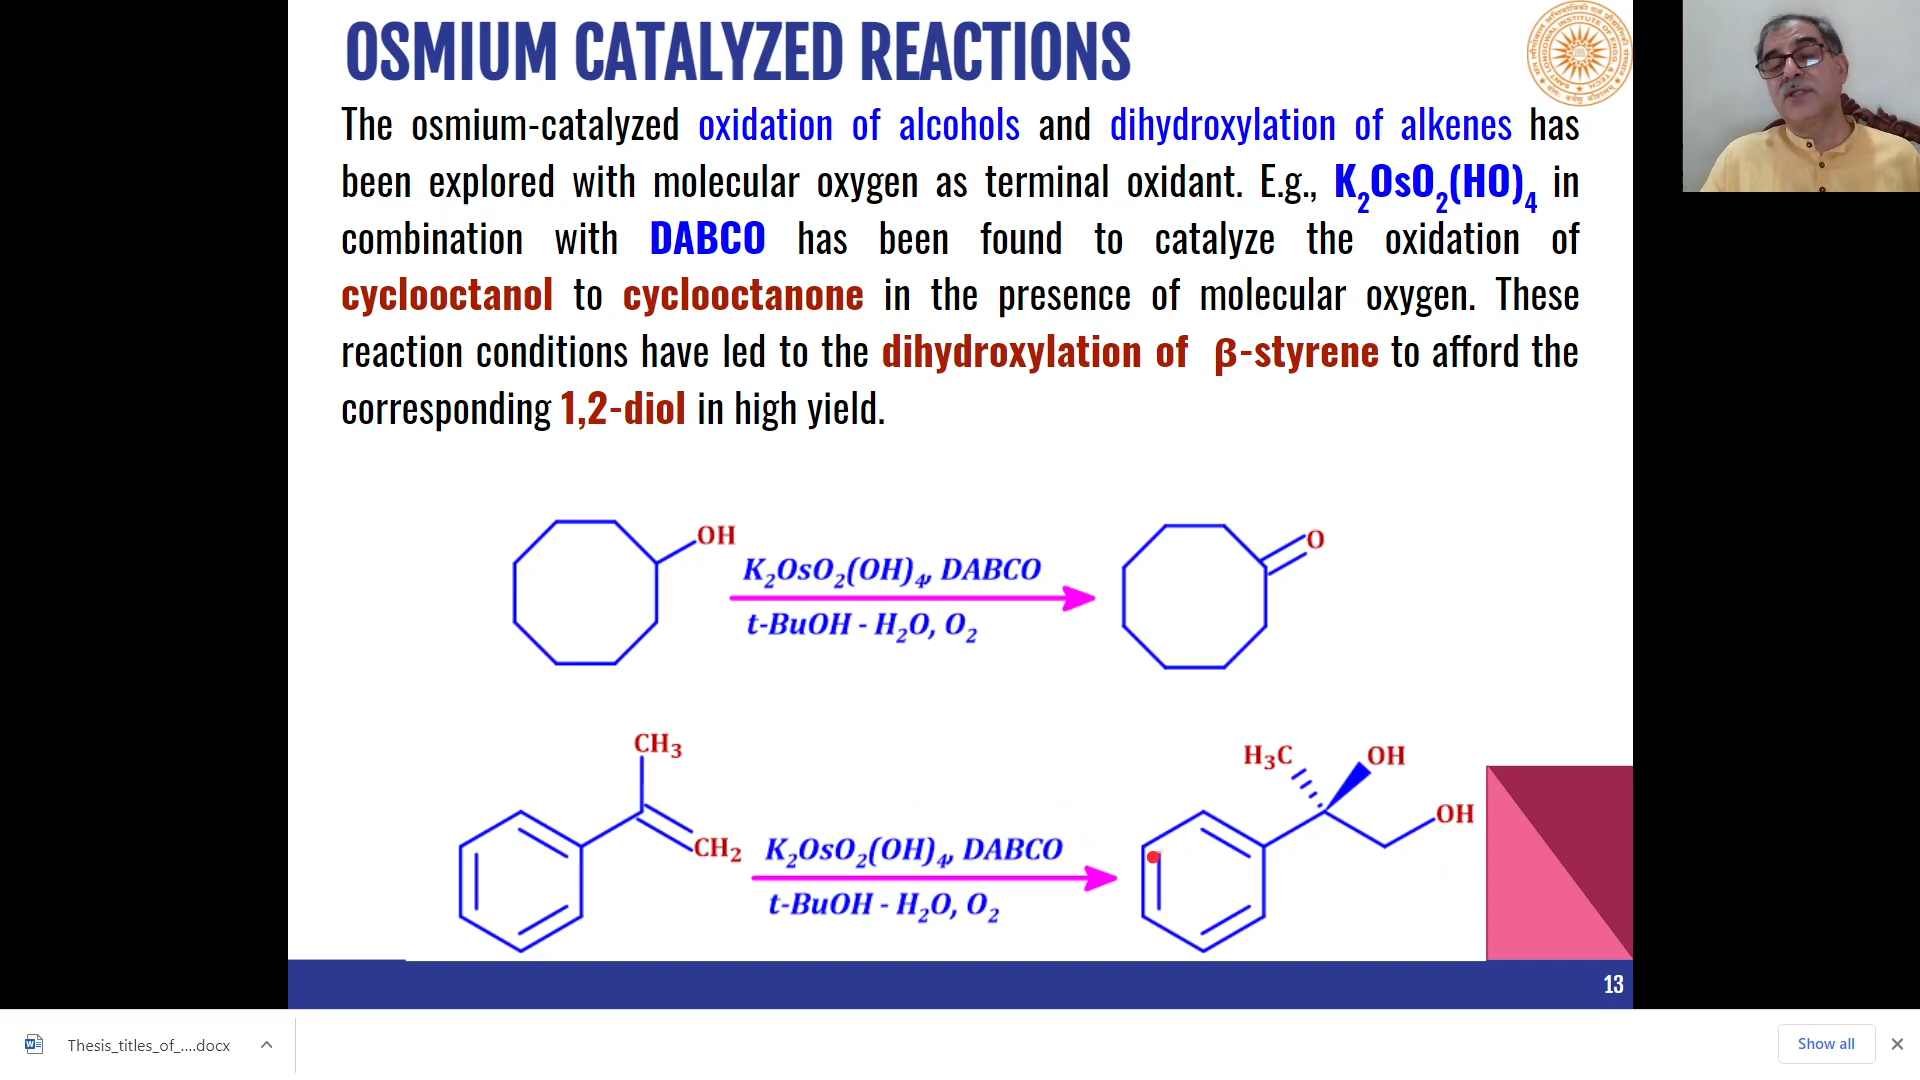 OSMIUM CATALYZED REACTIONS
The osmium-catalyzed oxidation of alcohols and dihydroxylation of alkenes has
been explored with molecular oxygen as terminal oxidant. E.g., K₂OsO₂(HO)₄ in
combination with DABCO has been found to catalyze the oxidation of
cyclooctanol to cyclooctanone in the presence of molecular oxygen. These
reaction conditions have led to the dihydroxylation of β-styrene to afford the
corresponding 1,2-diol in high yield.
OH
K₂OsO₂(OH)₄, DABCO
t-BuOH - H₂O, O₂
O
CH₃
CH₂
K₂OsO₂(OH)₄, DABCO
t-BuOH - H₂O, O₂
H₃C
OH
OH
13
Thesis_titles_of_....docx
Show all